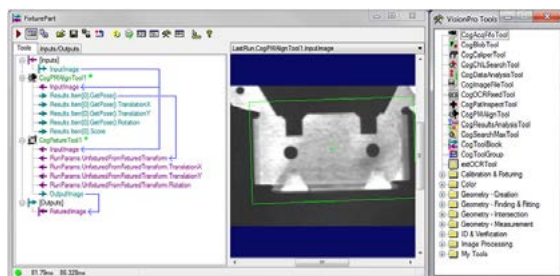 FixturePart
Tools
Inputs/Outputs
[Inputs]
InputImage
CogPMAlignTool1
InputImage
Results.Item[0].GetPose()
Results.Item[0].GetPose().TranslationX
Results.Item[0].GetPose().TranslationY
Results.Item[0].GetPose().Rotation
Results.Item[0].Score
CogFixtureTool1
InputImage
RunParams.UnfixturedFromFixturedTransform
RunParams.UnfixturedFromFixturedTransform.TranslationX
RunParams.UnfixturedFromFixturedTransform.TranslationY
RunParams.UnfixturedFromFixturedTransform.Rotation
OutputImage
[Outputs]
FixturedImage
LastRun.CogPMAlignTool1.InputImage
VisionPro Tools
CogAcqFifoTool
CogBlobTool
CogCaliperTool
CogCNLSearchTool
CogDataAnalysisTool
CogImageFileTool
CogOCRFixedTool
CogPatInspectTool
CogPMAlignTool
CogResultsAnalysisTool
CogSearchMaxTool
CogToolBlock
CogToolGroup
extOCRTool
Calibration & Fixturing
Color
Geometry - Creation
Geometry - Finding & Fitting
Geometry - Intersection
Geometry - Measurement
ID & Verification
Image Processing
My Tools